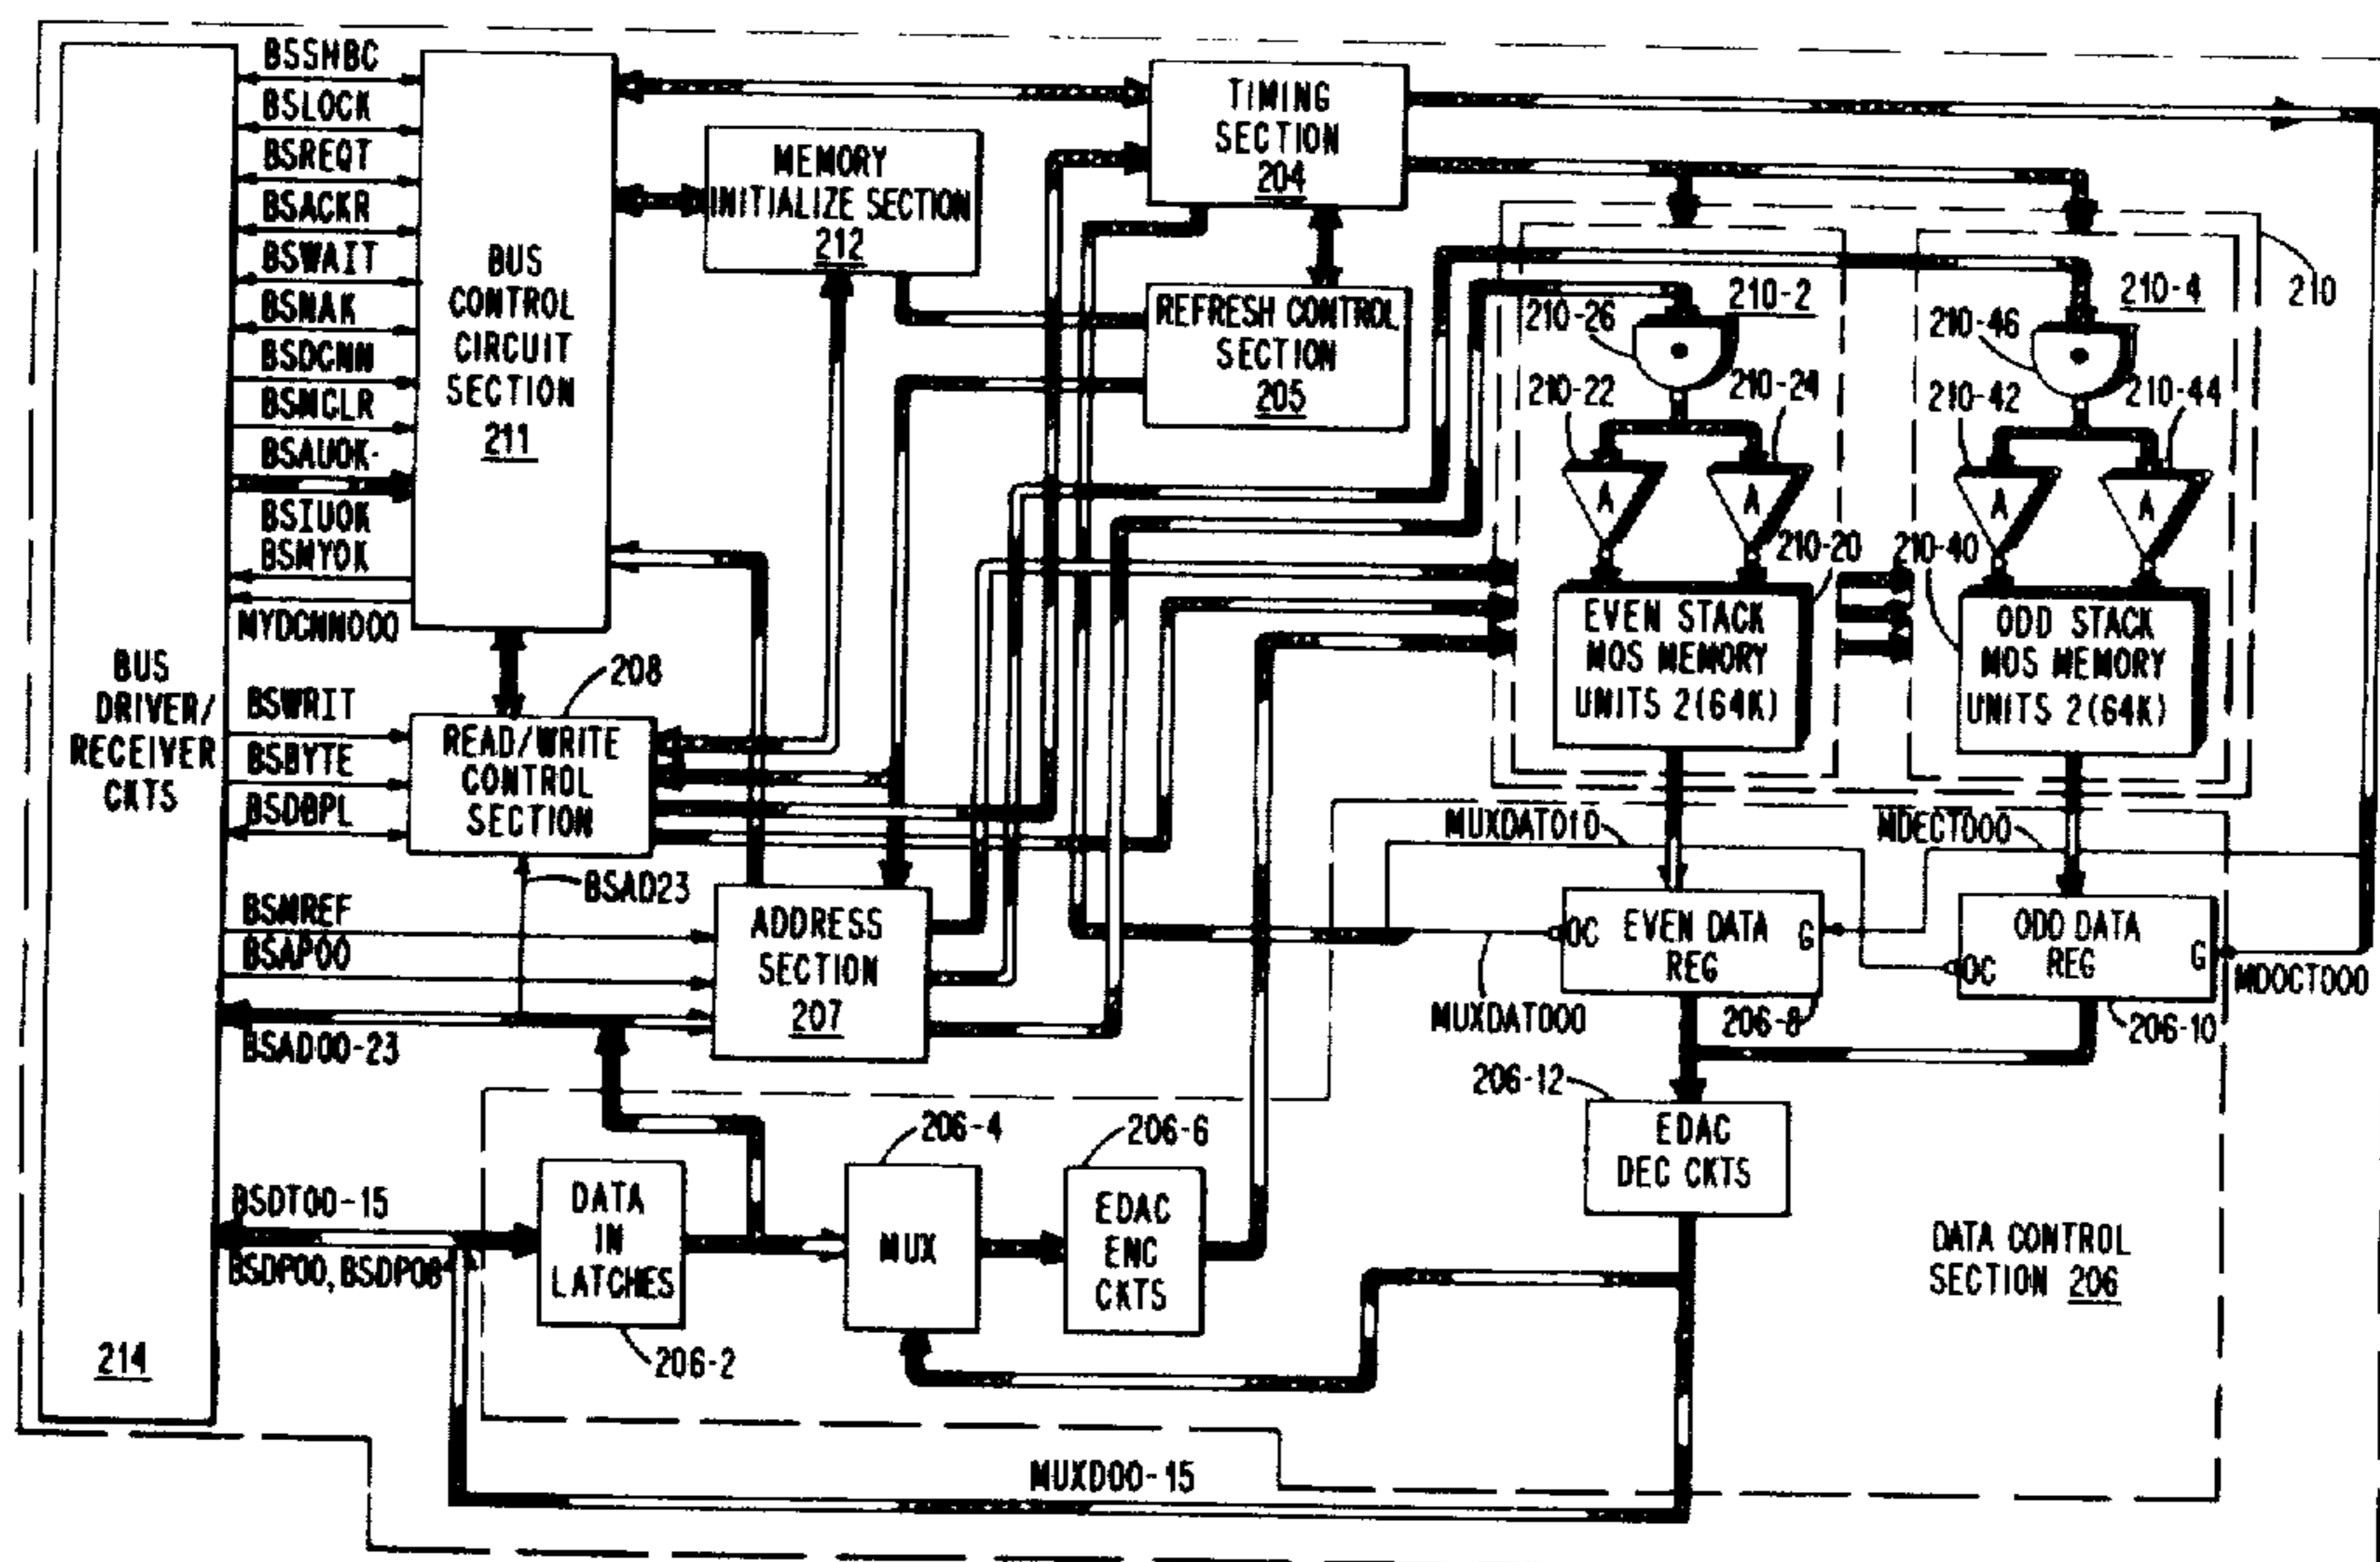 BSSHBC
BSLOCK
BSREQT
BSACKR
BSWAIT
BSNAK
BSDCNN
BSMCLR
BSAUOK-
BSIUOK
BSMYOK
MYDCNN000
BUS
DRIVER/
RECEIVER
CKTS
214
BSWRIT
BSBYTE
BSDBPL
BSMREF
BSAP00
BSAD00-23
BSDT00-15
BSDP00, BSDP08
BUS
CONTROL
CIRCUIT
SECTION
211
MEMORY
INITIALIZE SECTION
212
TIMING
SECTION
204
REFRESH CONTROL
SECTION
205
208
READ/WRITE
CONTROL
SECTION
BSAD23
ADDRESS
SECTION
207
210
210-2
210-4
210-26
210-46
210-22
210-24
210-42
210-44
A
A
A
A
210-20
210-40
EVEN STACK
MOS MEMORY
UNITS 2(64K)
ODD STACK
MOS MEMORY
UNITS 2(64K)
MUXDAT010
MDECT000
OC
EVEN DATA
REG
G
OC
ODD DATA
REG
G
MUXDAT000
206-8
206-10
MDOCT000
206-12
EDAC
DEC CKTS
206-4
206-6
DATA
IN
LATCHES
206-2
MUX
EDAC
ENC
CKTS
DATA CONTROL
SECTION 206
MUXD00-15